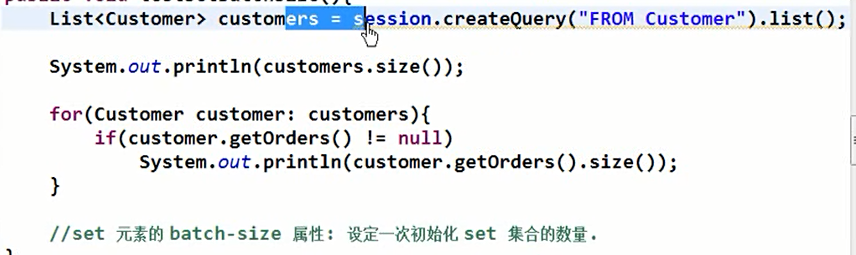 List<Customer> customers = session.createQuery("FROM Customer").list();
System.out.println(customers.size());
for(Customer customer: customers){
if(customer.getOrders() != null)
System.out.println(customer.getOrders().size());
}
//set 元素的 batch-size 属性: 设定一次初始化 set 集合的数量.